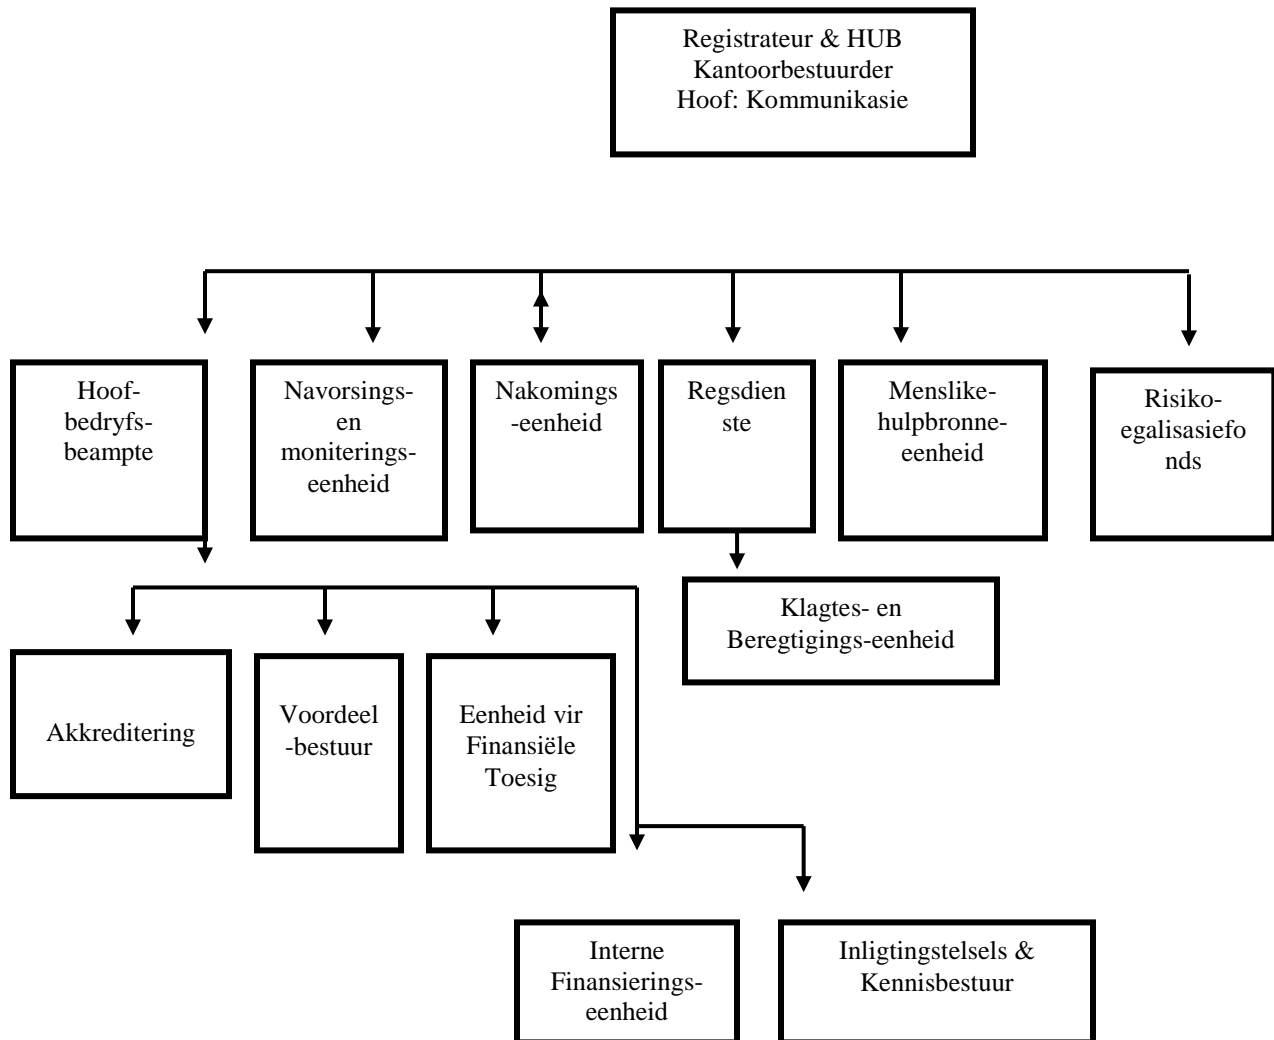 Registrateur & HUB
Kantoorbestuurder
Hoof: Kommunikasie
Hoof-
bedryfs-
beampte
Navorsings-
en
moniterings-
eenheid
Nakomings
-eenheid
Regsdien
ste
Menslike-
hulpbronne-
eenheid
Risiko-
egalisasiefo
nds
Klagtes- en
Beregtigings-eenheid
Akkreditering
Voordeel
-bestuur
Eenheid vir
Finansiële
Toesig
Interne
Finansierings-
eenheid
Inligtingstelsels &
Kennisbestuur